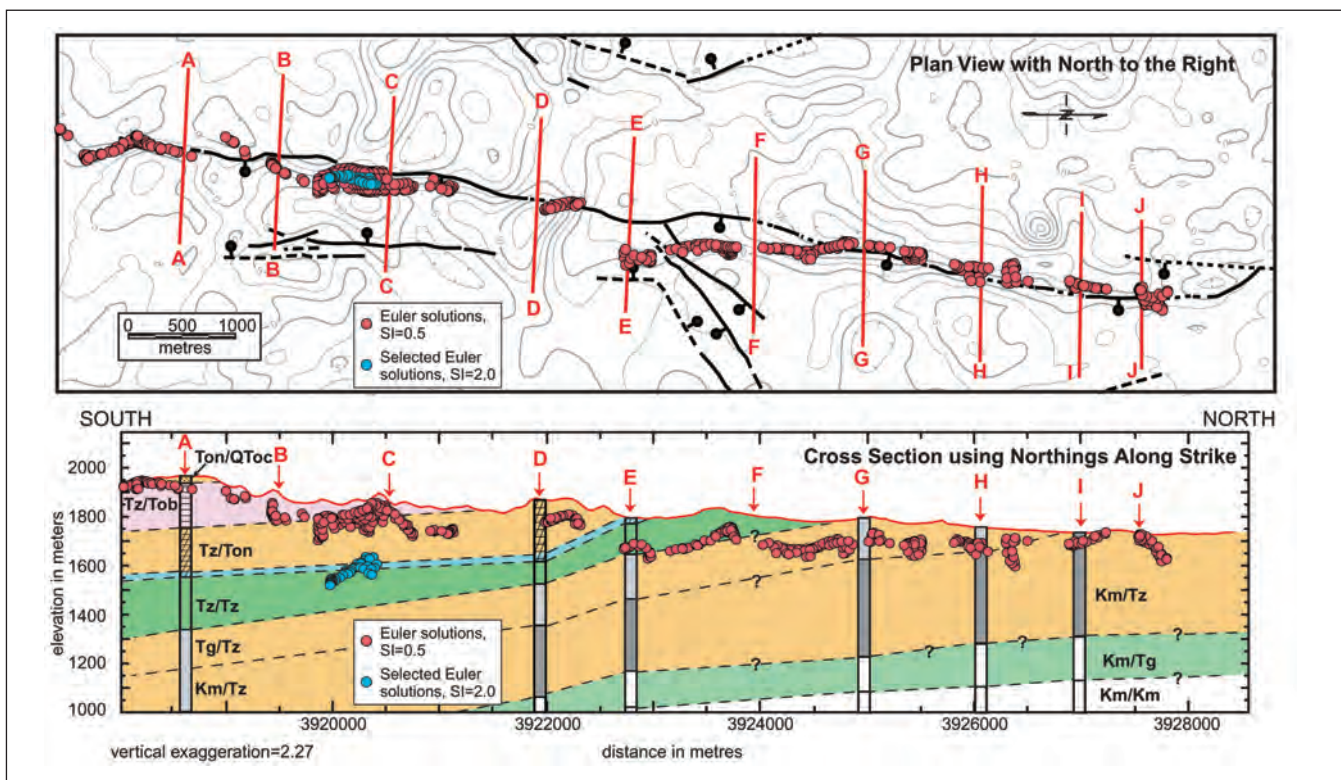 Plan View with North to the Right
N
A B C D E F G H I J
A B C D E F G H I J
0 500 1000
metres
Euler solutions,
SI=0.5
Selected Euler
solutions, SI=2.0
SOUTH NORTH
Cross Section using Northings Along Strike
A B C D E F G H I J
Ton/QToc
Tz/Tob
Tz/Ton
Tz/Tz
Tg/Tz
Km/Tz
Km/Tz
Km/Tg
Km/Km
? ? ? ? ? ? ? ? ?
Euler solutions,
SI=0.5
Selected Euler
solutions, SI=2.0
elevation in meters
2000
1800
1600
1400
1200
1000
3920000 3922000 3924000 3926000 3928000
vertical exaggeration=2.27 distance in metres